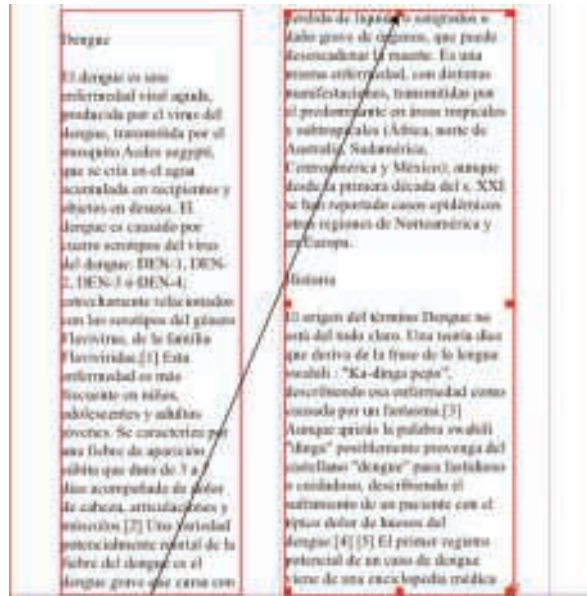 Dengue
El dengue es una
enfermedad viral aguda,
producida por el virus del
dengue, transmitida por el
mosquito Aedes aegypti,
que se cría en el agua
acumulada en recipientes y
objetos en desuso. El
dengue es causado por
cuatro serotipos del virus
del dengue: DEN-1, DEN-
2, DEN-3 o DEN-4;
estrechamente relacionados
con los serotipos del género
Flavivirus, de la familia
Flaviviridae.[1] Esta
enfermedad es más
frecuente en niños,
adolescentes y adultos
jóvenes. Se caracteriza por
una fiebre de aparición
súbita que dura de 3 a
días acompañada de dolor
de cabeza, articulaciones y
músculos.[2] Una variedad
potencialmente mortal de la
fiebre del dengue es el
dengue grave que cursa con
pérdida de líquido o sangrados o
daño grave de órganos, que puede
desencadenar la muerte. Es una
misma enfermedad, con distintas
manifestaciones, transmitidas por
el predominante en áreas tropicales
y subtropicales (África, norte de
Australia, Sudamérica,
Centroamérica y México); aunque
desde la primera década del s. XXI
se han reportado casos epidémicos
otras regiones de Norteamérica y
en Europa.
Historia
El origen del término Dengue no
está del todo claro. Una teoría dice
que deriva de la frase de la lengua
swahili : "Ka-dinga pepo",
describiendo esa enfermedad como
causada por un fantasma.[3]
Aunque quizás la palabra swahili
"dinga" posiblemente provenga del
castellano "dengue" para fastidioso
o cuidadoso, describiendo el
sufrimiento de un paciente con el
típico dolor de huesos del
dengue.[4] [5] El primer registro
potencial de un caso de dengue
viene de una enciclopedia médica